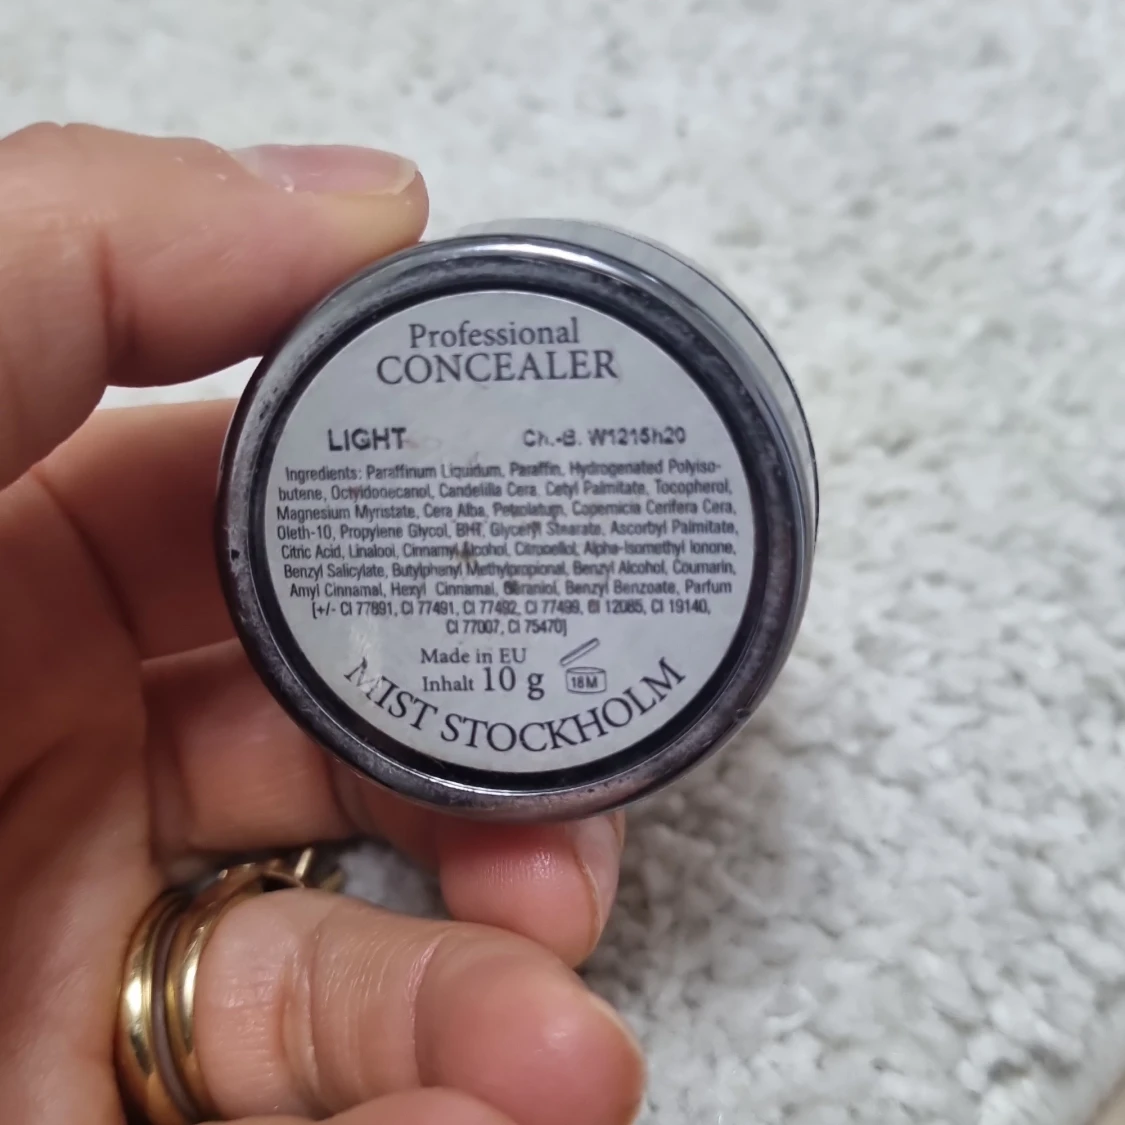 Professional
CONCEALER
LIGHT Ch.-B. W1215h20
Ingredients: Paraffinum Liquidum, Paraffin, Hydrogenated Polyiso-
butene, Octyldodecanol, Candelilla Cera, Cetyl Palmitate, Tocopherol,
Magnesium Myristate, Cera Alba, Petrolatum, Copernicia Cerifera Cera,
Oleth-10, Propylene Glycol, BHT, Glyceryl Stearate, Ascorbyl Palmitate,
Citric Acid, Linalool, Cinnamyl Alcohol, Citronellol, Alpha-Isomethyl Ionone,
Benzyl Salicylate, Butylphenyl Methylpropional, Benzyl Alcohol, Coumarin,
Amyl Cinnamal, Hexyl Cinnamal, Geraniol, Benzyl Benzoate, Parfum
[+/- CI 77891, CI 77491, CI 77492, CI 77499, CI 12085, CI 19140,
CI 77007, CI 75470]
Made in EU
Inhalt 10 g 18M
MIST STOCKHOLM